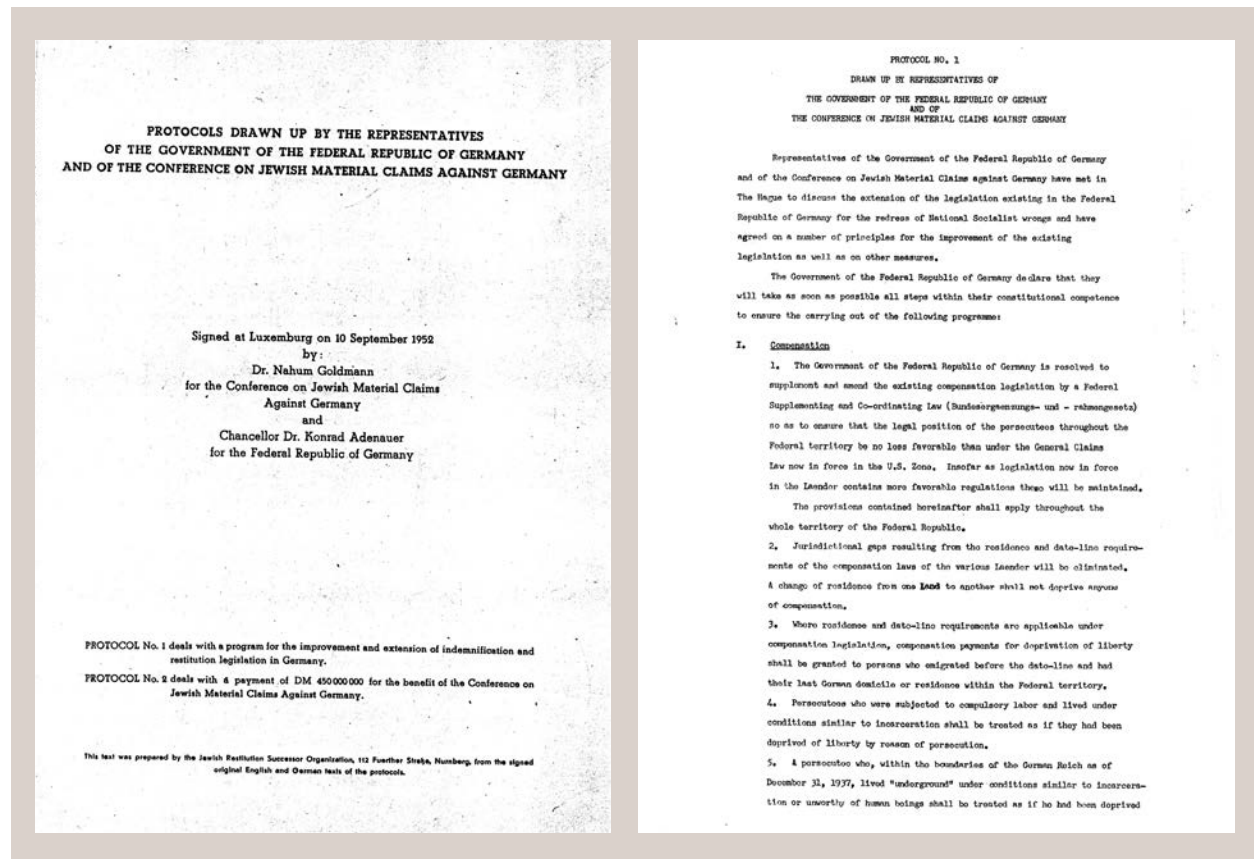 PROTOCOLS DRAWN UP BY THE REPRESENTATIVES
OF THE GOVERNMENT OF THE FEDERAL REPUBLIC OF GERMANY
AND OF THE CONFERENCE ON JEWISH MATERIAL CLAIMS AGAINST GERMANY
Signed at Luxemburg on 10 September 1952
by:
Dr. Nahum Goldmann
for the Conference on Jewish Material Claims
Against Germany
and
Chancellor Dr. Konrad Adenauer
for the Federal Republic of Germany
PROTOCOL No. 1 deals with a program for the improvement and extension of indemnification and
restitution legislation in Germany.
PROTOCOL No. 2 deals with a payment of DM 450000000 for the benefit of the Conference on
Jewish Material Claims Against Germany.
This text was prepared by the Jewish Restitution Successor Organization, 112 Fuerther Straße, Nurnberg, from the signed
original English and German texts of the protocols.
PROTOCOL NO. 1
DRAWN UP BY REPRESENTATIVES OF
THE GOVERNMENT OF THE FEDERAL REPUBLIC OF GERMANY
AND OF
THE CONFERENCE ON JEWISH MATERIAL CLAIMS AGAINST GERMANY
Representatives of the Government of the Federal Republic of Germany
and of the Conference on Jewish Material Claims against Germany have met in
The Hague to discuss the extension of the legislation existing in the Federal
Republic of Germany for the redress of National Socialist wrongs and have
agreed on a number of principles for the improvement of the existing
legislation as well as on other measures.
The Government of the Federal Republic of Germany declare that they
will take as soon as possible all steps within their constitutional competence
to ensure the carrying out of the following programme:
I. Compensation
1. The Government of the Federal Republic of Germany is resolved to
supplement and amend the existing compensation legislation by a Federal
Supplementing and Co-ordinating Law (Bundesergaenzungs- und - rahmengesetz)
so as to ensure that the legal position of the persecutees throughout the
Federal territory be no less favorable than under the General Claims
Law now in force in the U.S. Zone. Insofar as legislation now in force
in the Laender contains more favorable regulations these will be maintained.
The provisions contained hereinafter shall apply throughout the
whole territory of the Federal Republic.
2. Jurisdictional gaps resulting from the residence and date-line require-
ments of the compensation laws of the various Laender will be eliminated.
A change of residence from one Land to another shall not deprive anyone
of compensation.
3. Where residence and date-line requirements are applicable under
compensation legislation, compensation payments for deprivation of liberty
shall be granted to persons who emigrated before the date-line and had
their last German domicile or residence within the Federal territory.
4. Persecutees who were subjected to compulsory labor and lived under
conditions similar to incarceration shall be treated as if they had been
deprived of liberty by reason of persecution.
5. A persecutee who, within the boundaries of the German Reich as of
December 31, 1937, lived "underground" under conditions similar to incarcera-
tion or unworthy of human beings shall be treated as if he had been deprived